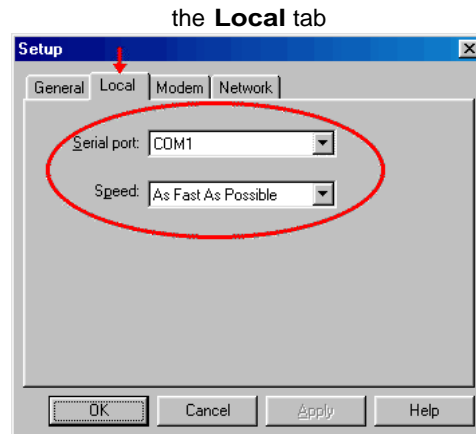 the Local tab
Setup
General Local Modem Network
Serial port: COM1
Speed: As Fast As Possible
OK Cancel Apply Help